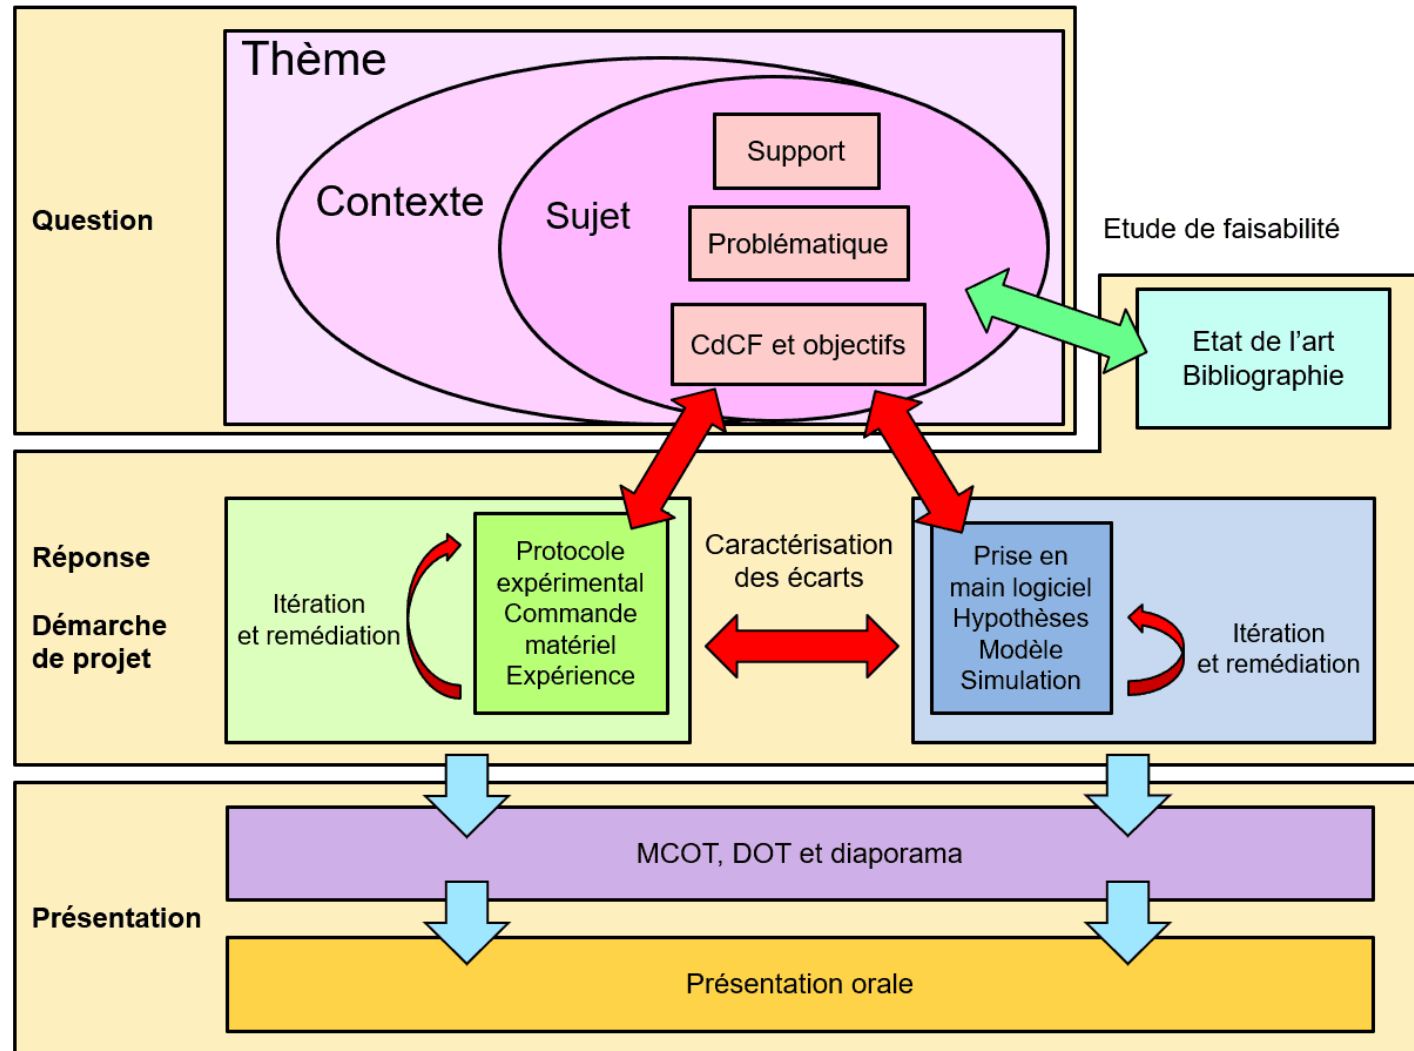 Thème
Contexte
Sujet
Support
Problématique
CdCF et objectifs
Question
Etude de faisabilité
Etat de l'art
Bibliographie
Réponse
Démarche
de projet
Itération
et remédiation
Protocole
expérimental
Commande
matériel
Expérience
Caractérisation
des écarts
Prise en
main logiciel
Hypothèses
Modèle
Simulation
Itération
et remédiation
Présentation
MCOT, DOT et diaporama
Présentation orale